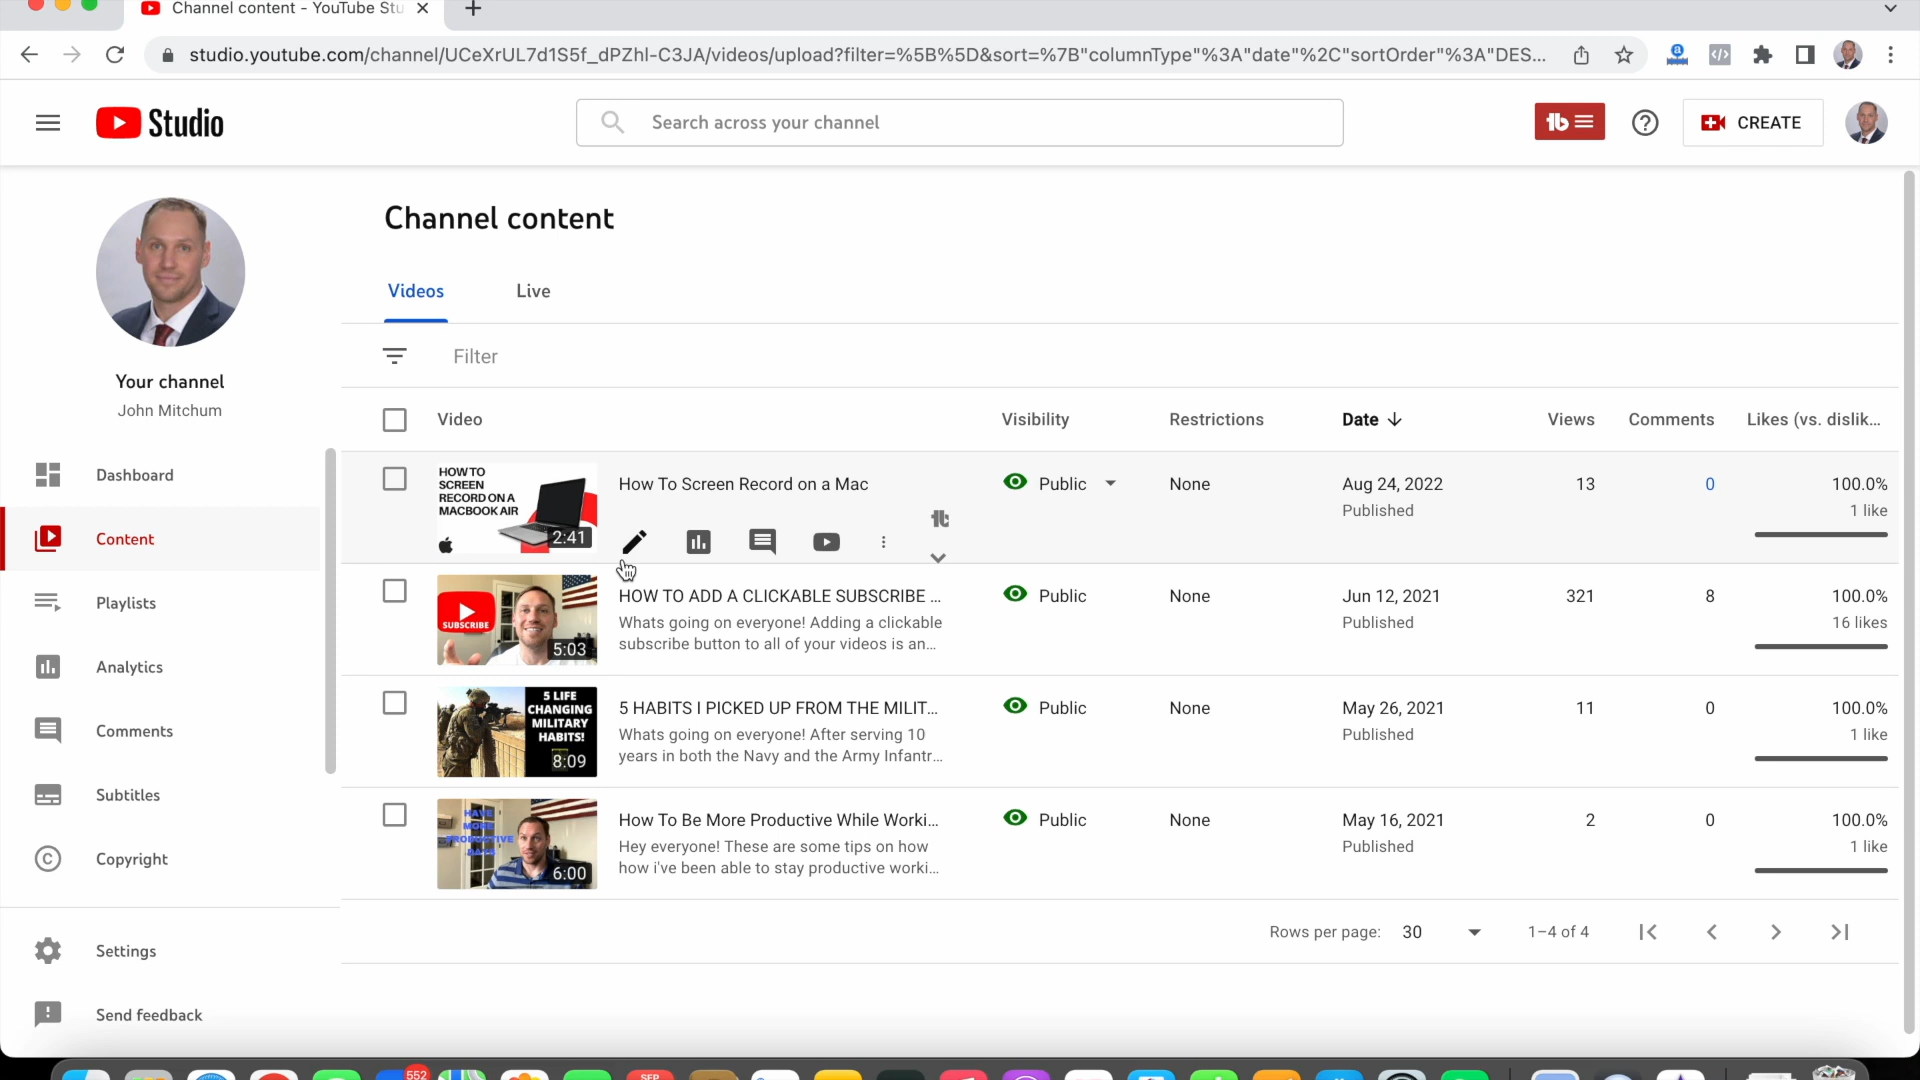 Channel content - YouTube Stu
studio.youtube.com/channel/UCeXrUL7d1S5f_dPZhl-C3JA/videos/upload?filter=%5B%5D&sort=%7B"columnType"%3A"date"%2C"sortOrder"%3A"DES...
Studio
Search across your channel
tb
CREATE
Your channel
John Mitchum
Dashboard
Content
Playlists
Analytics
Comments
Subtitles
Copyright
Settings
Send feedback
Channel content
Videos
Live
Filter
Video
Visibility
Restrictions
Date
Views
Comments
Likes (vs. dislik...
HOW TO
SCREEN
RECORD ON A
MACBOOK AIR
2:41
How To Screen Record on a Mac
Public
None
Aug 24, 2022
Published
13
0
100.0%
1 like
SUBSCRIBE
5:03
HOW TO ADD A CLICKABLE SUBSCRIBE ...
Whats going on everyone! Adding a clickable
subscribe button to all of your videos is an...
Public
None
Jun 12, 2021
Published
321
8
100.0%
16 likes
5 LIFE
CHANGING
MILITARY
HABITS!
8:09
5 HABITS I PICKED UP FROM THE MILIT...
Whats going on everyone! After serving 10
years in both the Navy and the Army Infantr...
Public
None
May 26, 2021
Published
11
0
100.0%
1 like
HAVE
MORE
PRODUCTIVE
DAYS
6:00
How To Be More Productive While Worki...
Hey everyone! These are some tips on how
how i've been able to stay productive worki...
Public
None
May 16, 2021
Published
2
0
100.0%
1 like
Rows per page:
30
1–4 of 4
552
SEP